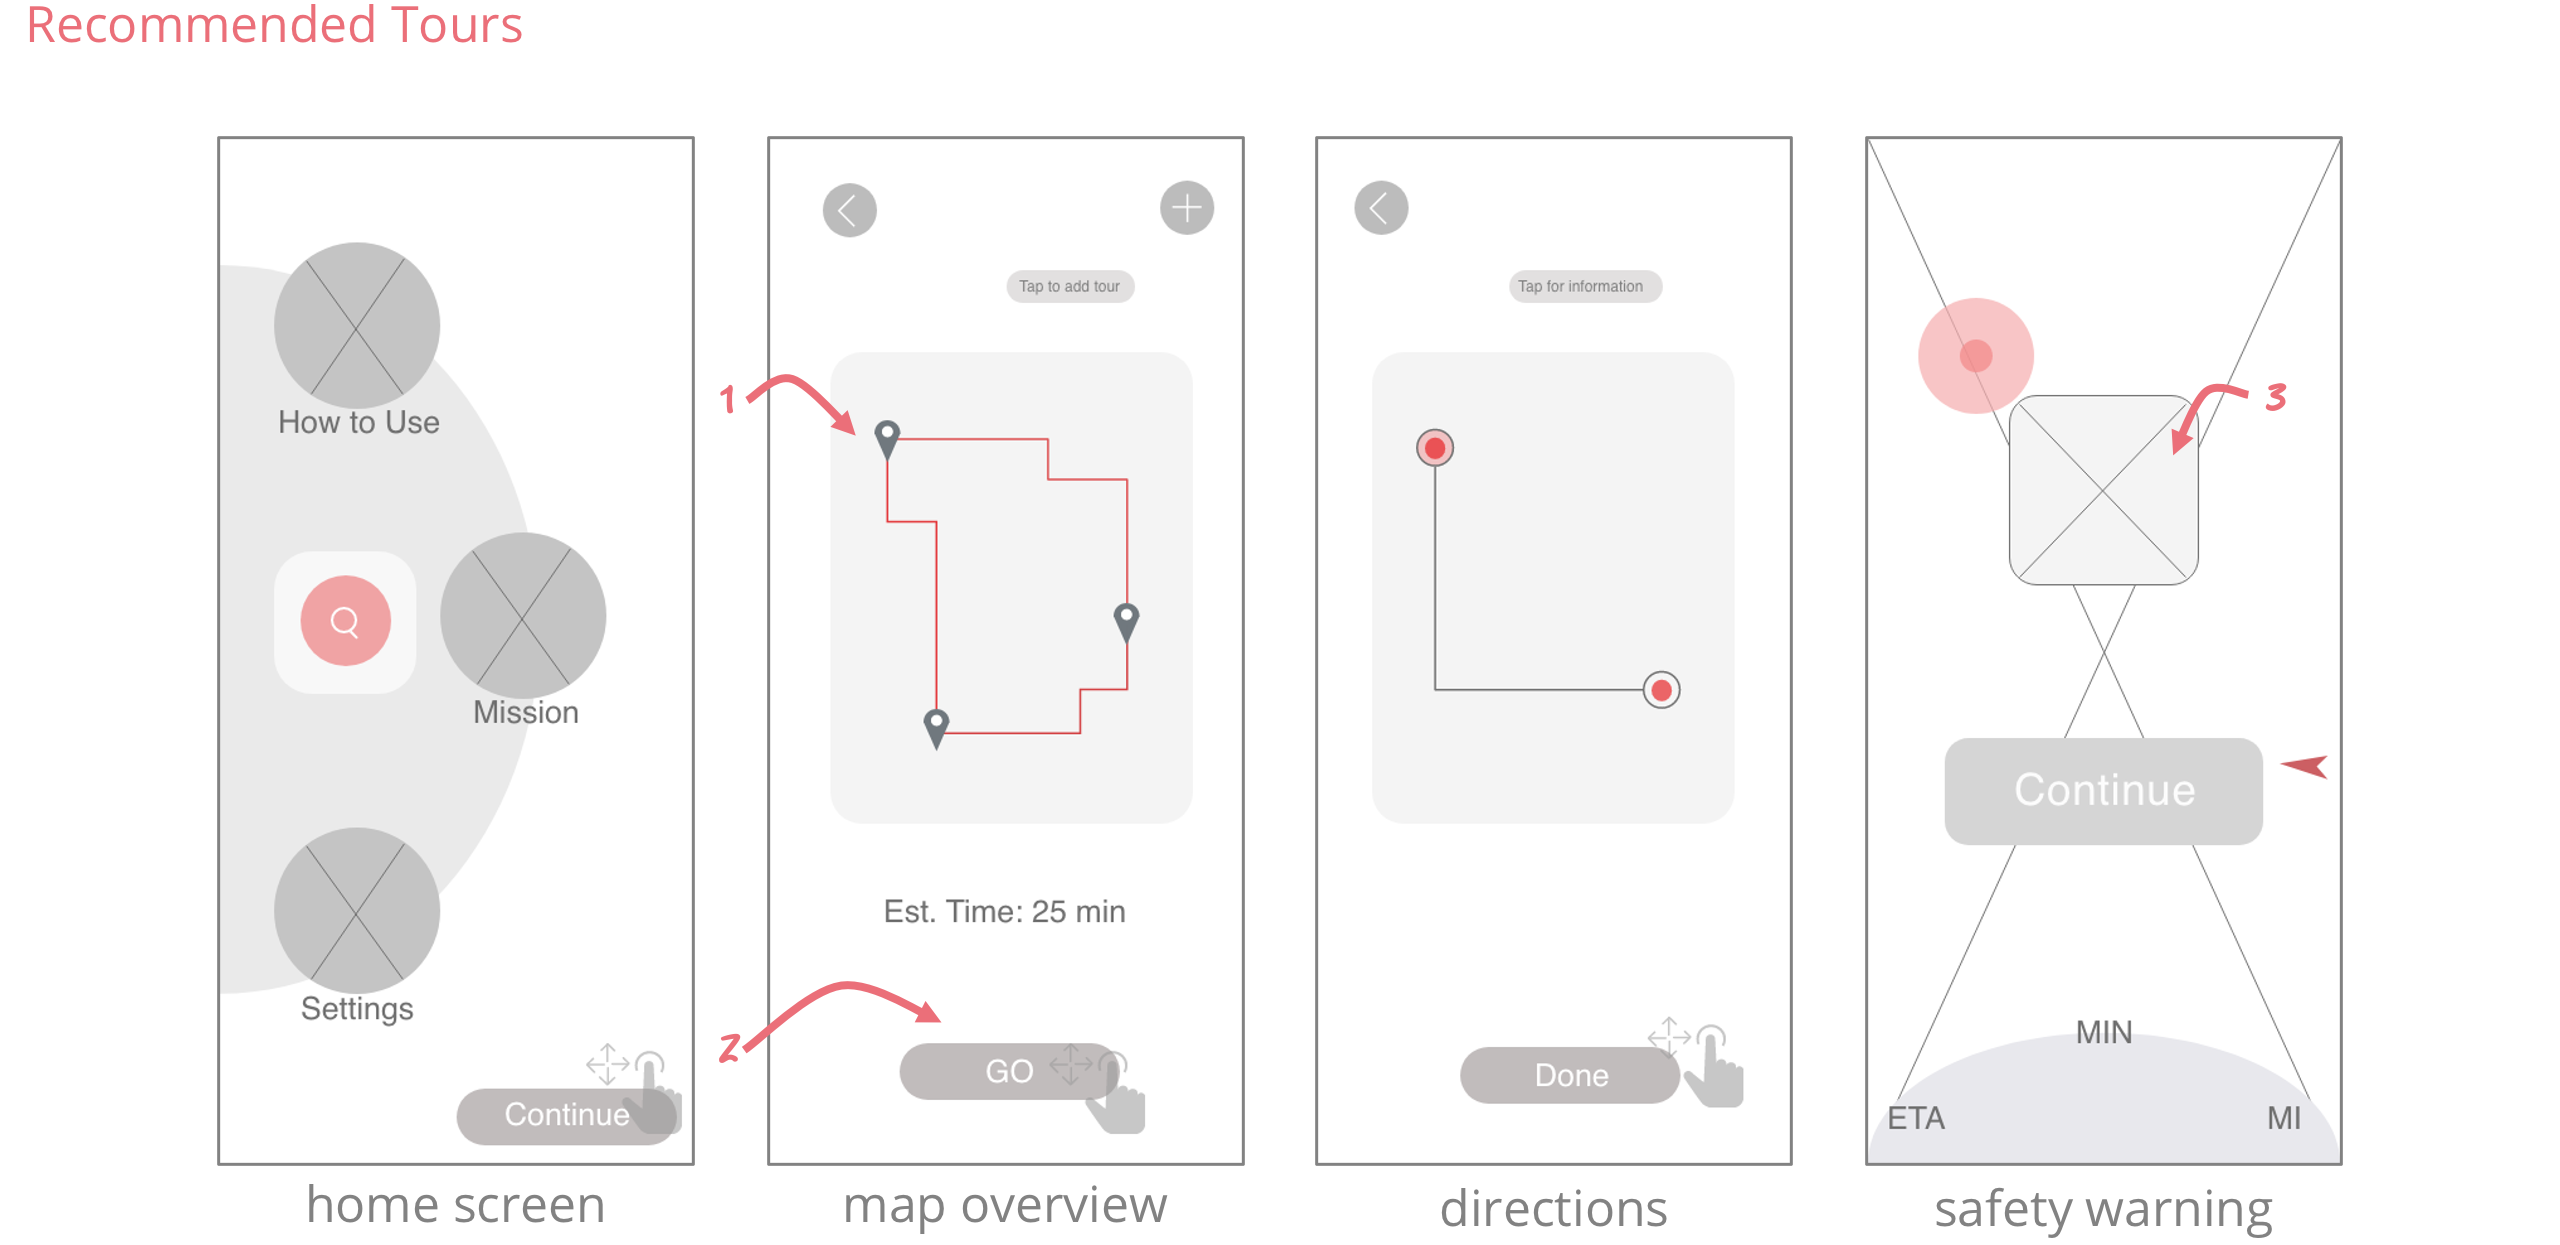 Recommended Tours
How to Use
Mission
Settings
Continue
home screen
1
2
Tap to add tour
Est. Time: 25 min
GO
map overview
Tap for information
Done
directions
3
Continue
MIN
ETA
MI
safety warning